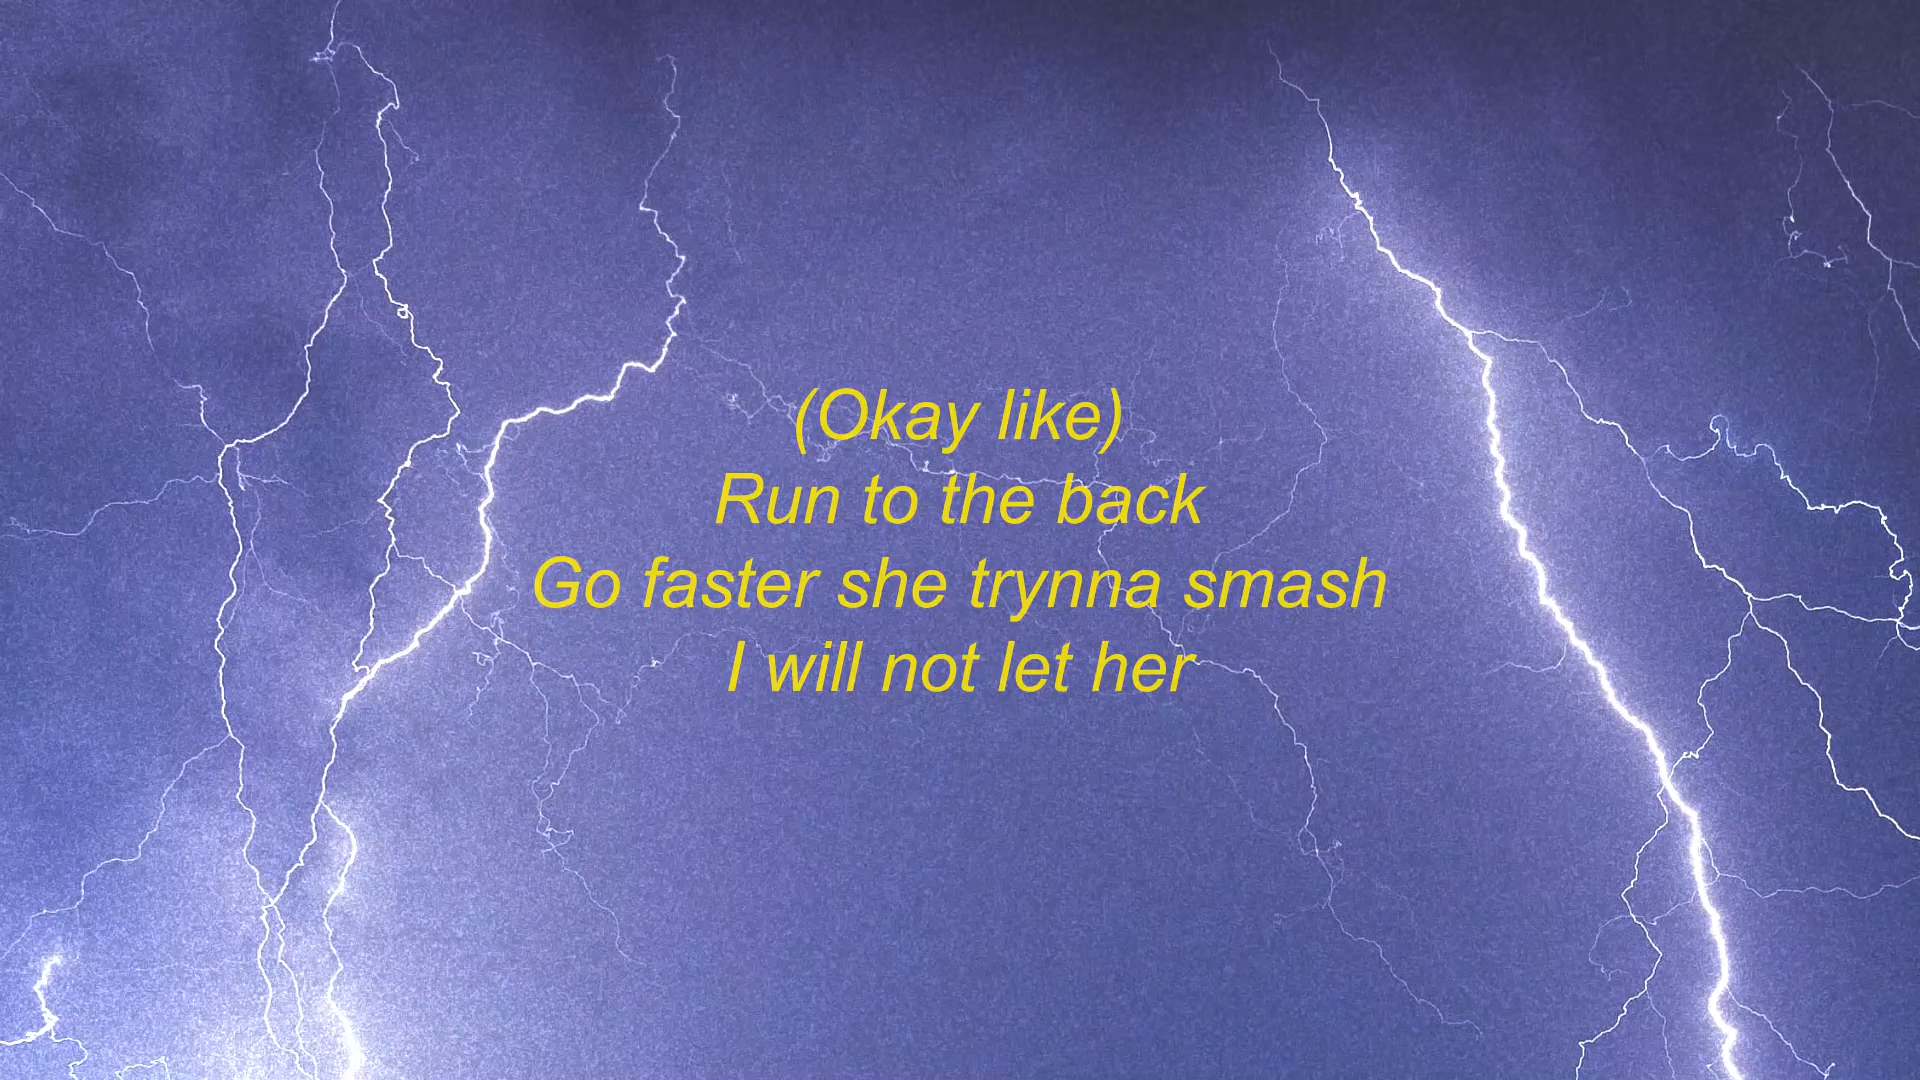 (Okay like)
Run to the back
Go faster she trynna smash
I will not let her